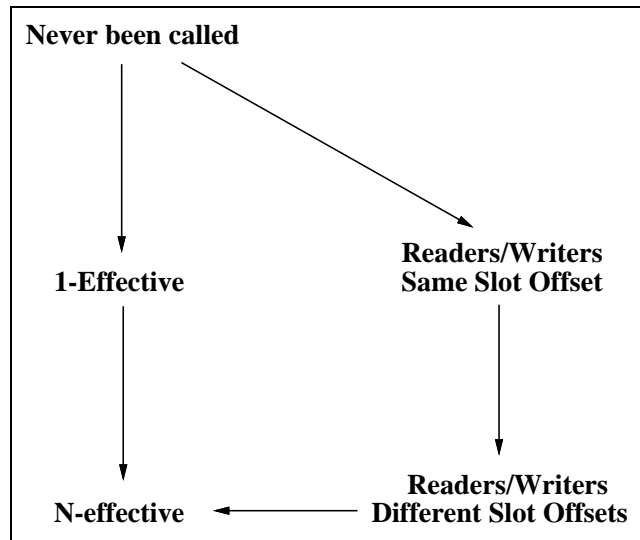 Never been called
Readers/Writers
1-Effective
Same Slot Offset
Readers/Writers
N-effective
Different Slot Offsets